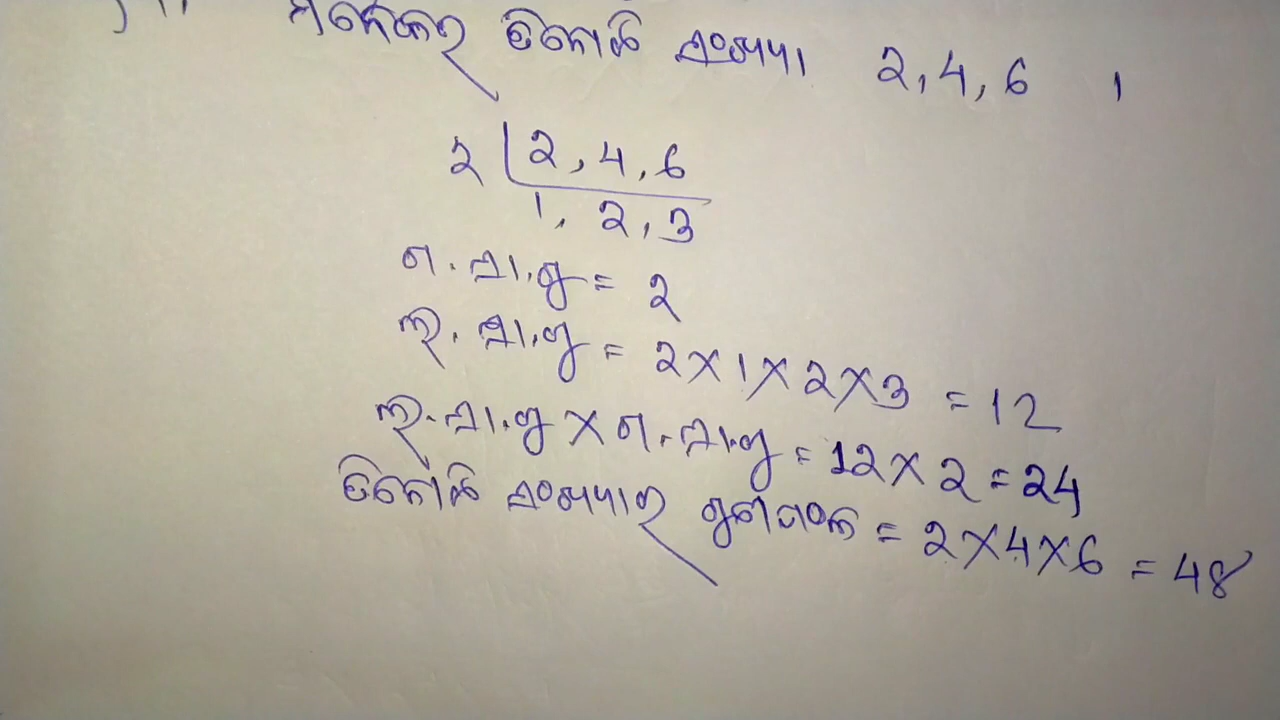 ମନେକର ତିନୋଟି ସଂଖ୍ୟା 2, 4, 6 ।
2 | 2, 4, 6
1, 2, 3
ଗ. ସା. ଗୁ = 2
ଲ. ସା. ଗୁ = 2 × 1 × 2 × 3 = 12
ଲ. ସା. ଗୁ × ଗ. ସା. ଗୁ = 12 × 2 = 24
ତିନୋଟି ସଂଖ୍ୟାର ଗୁଣଫଳ = 2 × 4 × 6 = 48